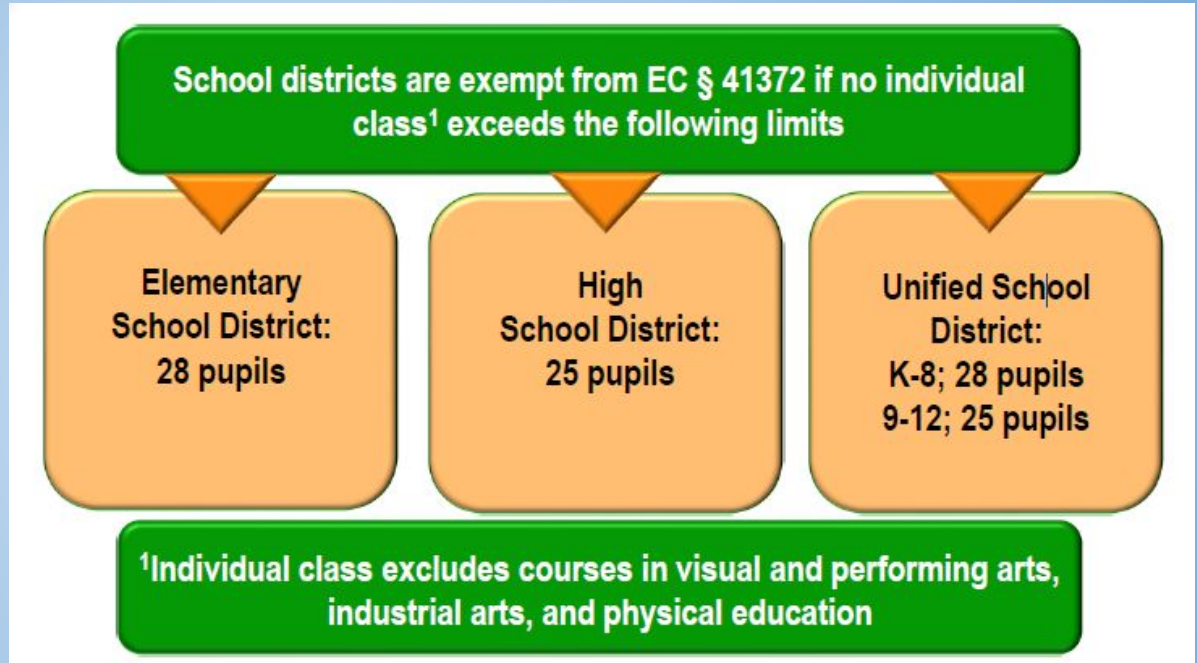 School districts are exempt from EC § 41372 if no individual
class¹ exceeds the following limits
Elementary
School District:
28 pupils
High
School District:
25 pupils
Unified School
District:
K-8; 28 pupils
9-12; 25 pupils
¹Individual class excludes courses in visual and performing arts,
industrial arts, and physical education